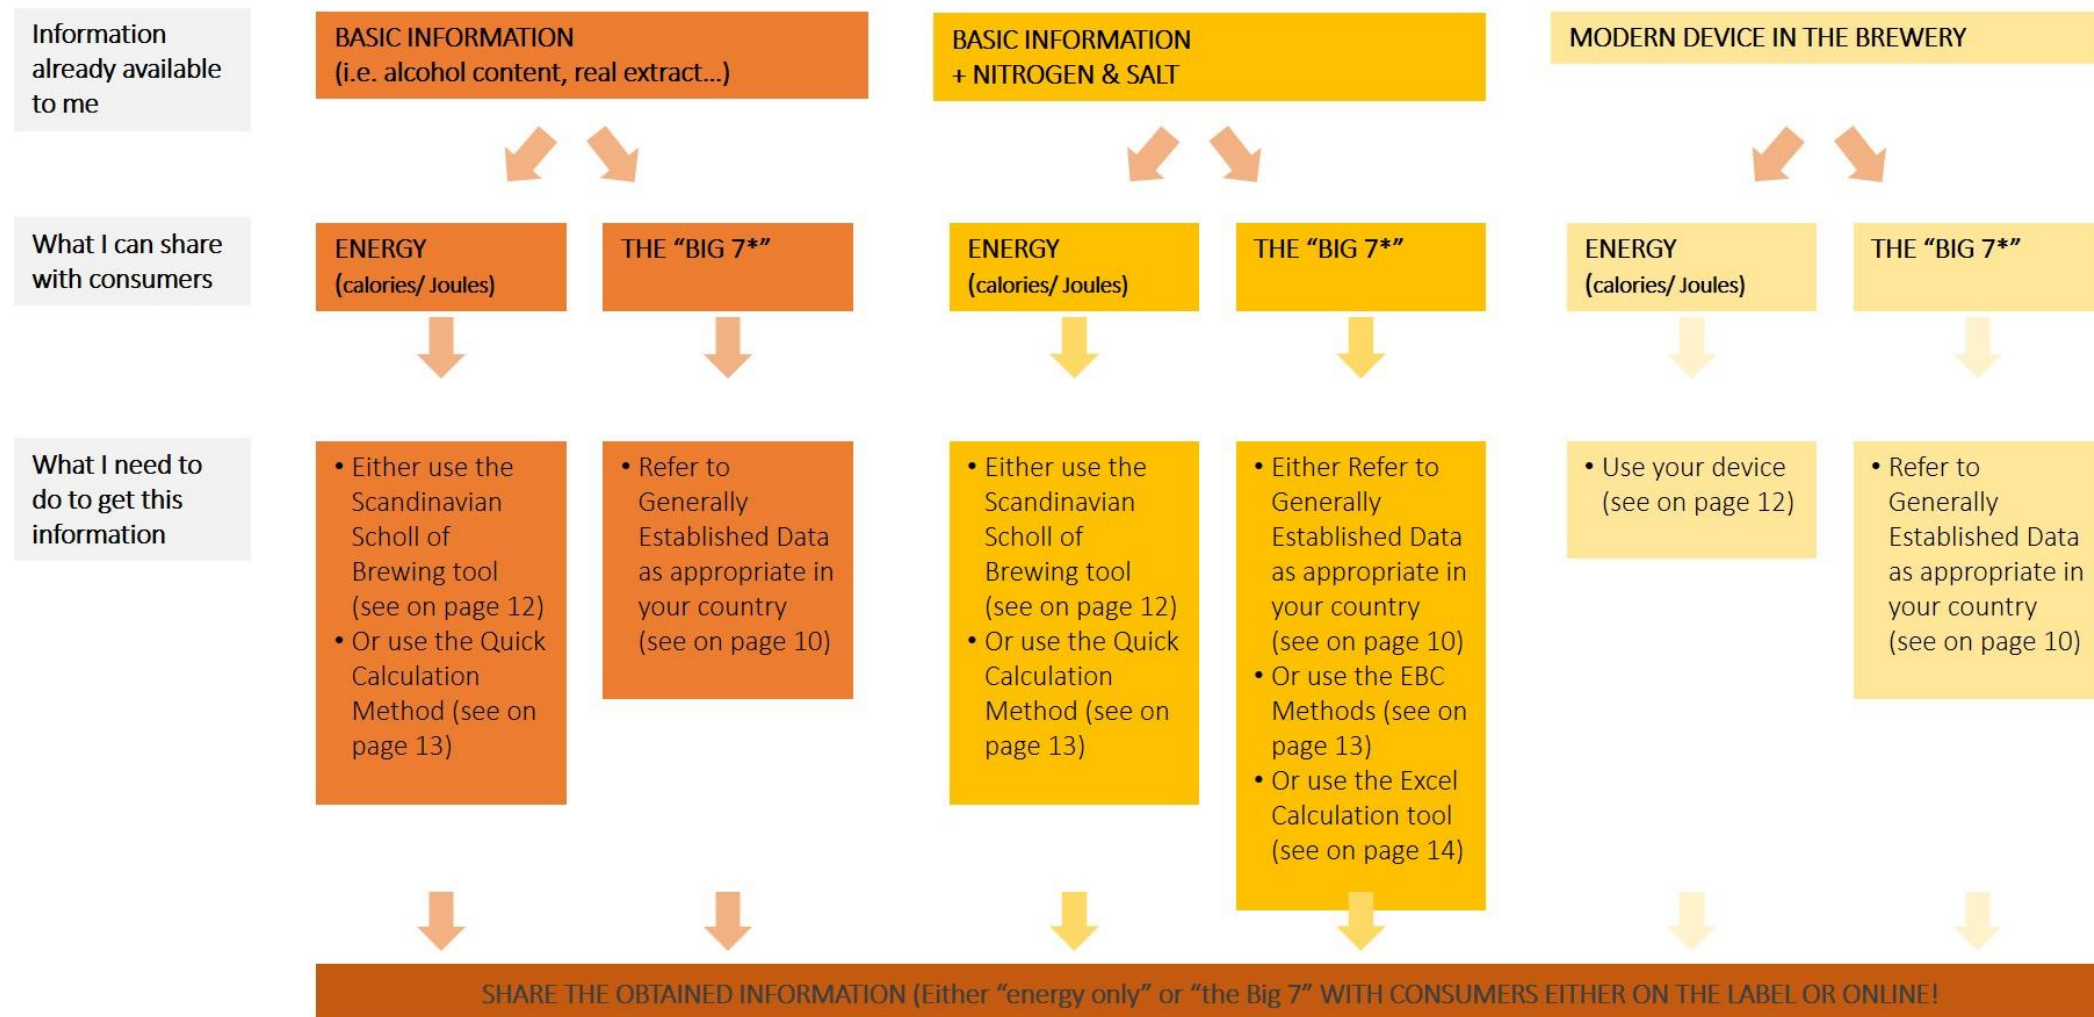 Information
already available
to me
BASIC INFORMATION
(i.e. alcohol content, real extract...)
BASIC INFORMATION
+ NITROGEN & SALT
MODERN DEVICE IN THE BREWERY
What I can share
with consumers
ENERGY
(calories/ Joules)
THE “BIG 7*”
ENERGY
(calories/ Joules)
THE “BIG 7*”
ENERGY
(calories/ Joules)
THE “BIG 7*”
What I need to
do to get this
information
• Either use the
Scandinavian
Scholl of
Brewing tool
(see on page 12)
• Or use the Quick
Calculation
Method (see on
page 13)
• Refer to
Generally
Established Data
as appropriate in
your country
(see on page 10)
• Either use the
Scandinavian
Scholl of
Brewing tool
(see on page 12)
• Or use the Quick
Calculation
Method (see on
page 13)
• Either Refer to
Generally
Established Data
as appropriate in
your country
(see on page 10)
• Or use the EBC
Methods (see on
page 13)
• Or use the Excel
Calculation tool
(see on page 14)
• Use your device
(see on page 12)
• Refer to
Generally
Established Data
as appropriate in
your country
(see on page 10)
SHARE THE OBTAINED INFORMATION (Either “energy only” or “the Big 7” WITH CONSUMERS EITHER ON THE LABEL OR ONLINE!